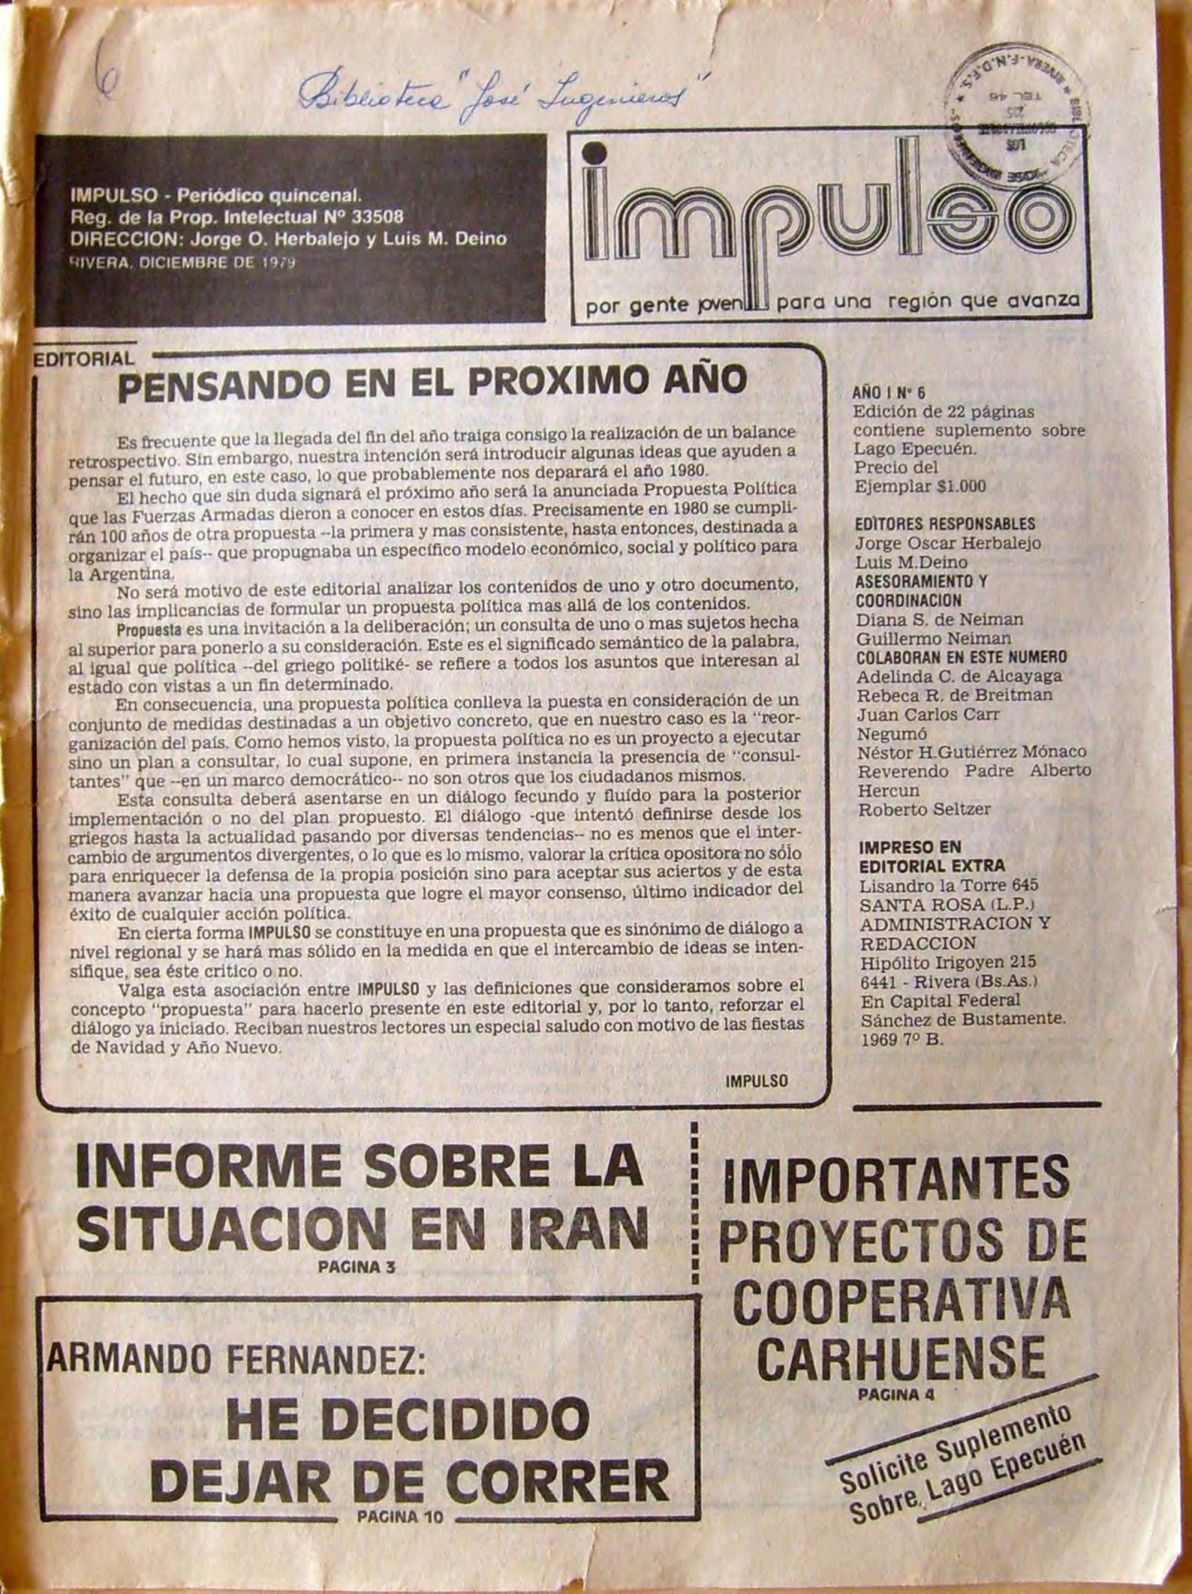 6
Biblioteca "José Ingenieros"
IMPULSO - Periódico quincenal.
Reg. de la Prop. Intelectual Nº 33508
DIRECCION: Jorge O. Herbalejo y Luis M. Deino
RIVERA, DICIEMBRE DE 1979
impulso
por gente joven para una región que avanza
EDITORIAL
PENSANDO EN EL PROXIMO AÑO
Es frecuente que la llegada del fin del año traiga consigo la realización de un balance
retrospectivo. Sin embargo, nuestra intención será introducir algunas ideas que ayuden a
pensar el futuro, en este caso, lo que probablemente nos deparará el año 1980.
El hecho que sin duda signará el próximo año será la anunciada Propuesta Política
que las Fuerzas Armadas dieron a conocer en estos días. Precisamente en 1980 se cumpli-
rán 100 años de otra propuesta --la primera y mas consistente, hasta entonces, destinada a
organizar el país-- que propugnaba un específico modelo económico, social y político para
la Argentina.
No será motivo de este editorial analizar los contenidos de uno y otro documento,
sino las implicancias de formular un propuesta política mas allá de los contenidos.
Propuesta es una invitación a la deliberación; un consulta de uno o mas sujetos hecha
al superior para ponerlo a su consideración. Este es el significado semántico de la palabra,
al igual que política --del griego politiké- se refiere a todos los asuntos que interesan al
estado con vistas a un fin determinado.
En consecuencia, una propuesta política conlleva la puesta en consideración de un
conjunto de medidas destinadas a un objetivo concreto, que en nuestro caso es la "reor-
ganización del país. Como hemos visto, la propuesta política no es un proyecto a ejecutar
sino un plan a consultar, lo cual supone, en primera instancia la presencia de "consul-
tantes" que --en un marco democrático-- no son otros que los ciudadanos mismos.
Esta consulta deberá asentarse en un diálogo fecundo y fluído para la posterior
implementación o no del plan propuesto. El diálogo -que intentó definirse desde los
griegos hasta la actualidad pasando por diversas tendencias-- no es menos que el inter-
cambio de argumentos divergentes, o lo que es lo mismo, valorar la crítica opositora no sólo
para enriquecer la defensa de la propia posición sino para aceptar sus aciertos y de esta
manera avanzar hacia una propuesta que logre el mayor consenso, último indicador del
éxito de cualquier acción política.
En cierta forma IMPULSO se constituye en una propuesta que es sinónimo de diálogo a
nivel regional y se hará mas sólido en la medida en que el intercambio de ideas se inten-
sifique, sea éste critico o no.
Valga esta asociación entre IMPULSO y las definiciones que consideramos sobre el
concepto "propuesta" para hacerlo presente en este editorial y, por lo tanto, reforzar el
diálogo ya iniciado. Reciban nuestros lectores un especial saludo con motivo de las fiestas
de Navidad y Año Nuevo.
IMPULSO
AÑO I Nº 6
Edición de 22 páginas
contiene suplemento sobre
Lago Epecuén.
Precio del
Ejemplar $1.000
EDITORES RESPONSABLES
Jorge Oscar Herbalejo
Luis M.Deino
ASESORAMIENTO Y
COORDINACION
Diana S. de Neiman
Guillermo Neiman
COLABORAN EN ESTE NUMERO
Adelinda C. de Alcayaga
Rebeca R. de Breitman
Juan Carlos Carr
Negumó
Néstor H.Gutiérrez Mónaco
Reverendo Padre Alberto
Hercun
Roberto Seltzer
IMPRESO EN
EDITORIAL EXTRA
Lisandro la Torre 645
SANTA ROSA (L.P.)
ADMINISTRACION Y
REDACCION
Hipólito Irigoyen 215
6441 - Rivera (Bs.As.)
En Capital Federal
Sánchez de Bustamente.
1969 7º B.
INFORME SOBRE LA
SITUACION EN IRAN
PAGINA 3
IMPORTANTES
PROYECTOS DE
COOPERATIVA
CARHUENSE
PAGINA 4
ARMANDO FERNANDEZ:
HE DECIDIDO
DEJAR DE CORRER
PAGINA 10
Solicite Suplemento
Sobre Lago Epecuén